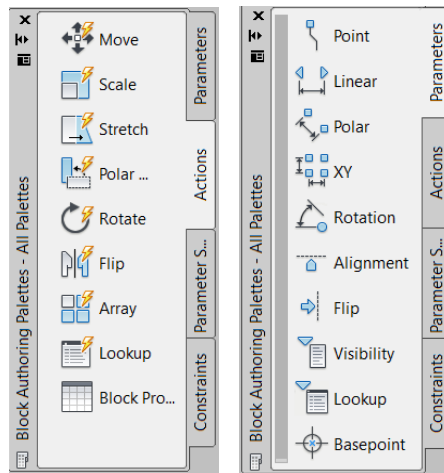 Move
Scale
Stretch
Polar ...
Rotate
Flip
Array
Lookup
Block Pro...
Parameters
Actions
Parameter S...
Constraints
Block Authoring Palettes - All Palettes
Point
Linear
Polar
XY
Rotation
Alignment
Flip
Visibility
Lookup
Basepoint
Parameters
Actions
Parameter S...
Constraints
Block Authoring Palettes - All Palettes